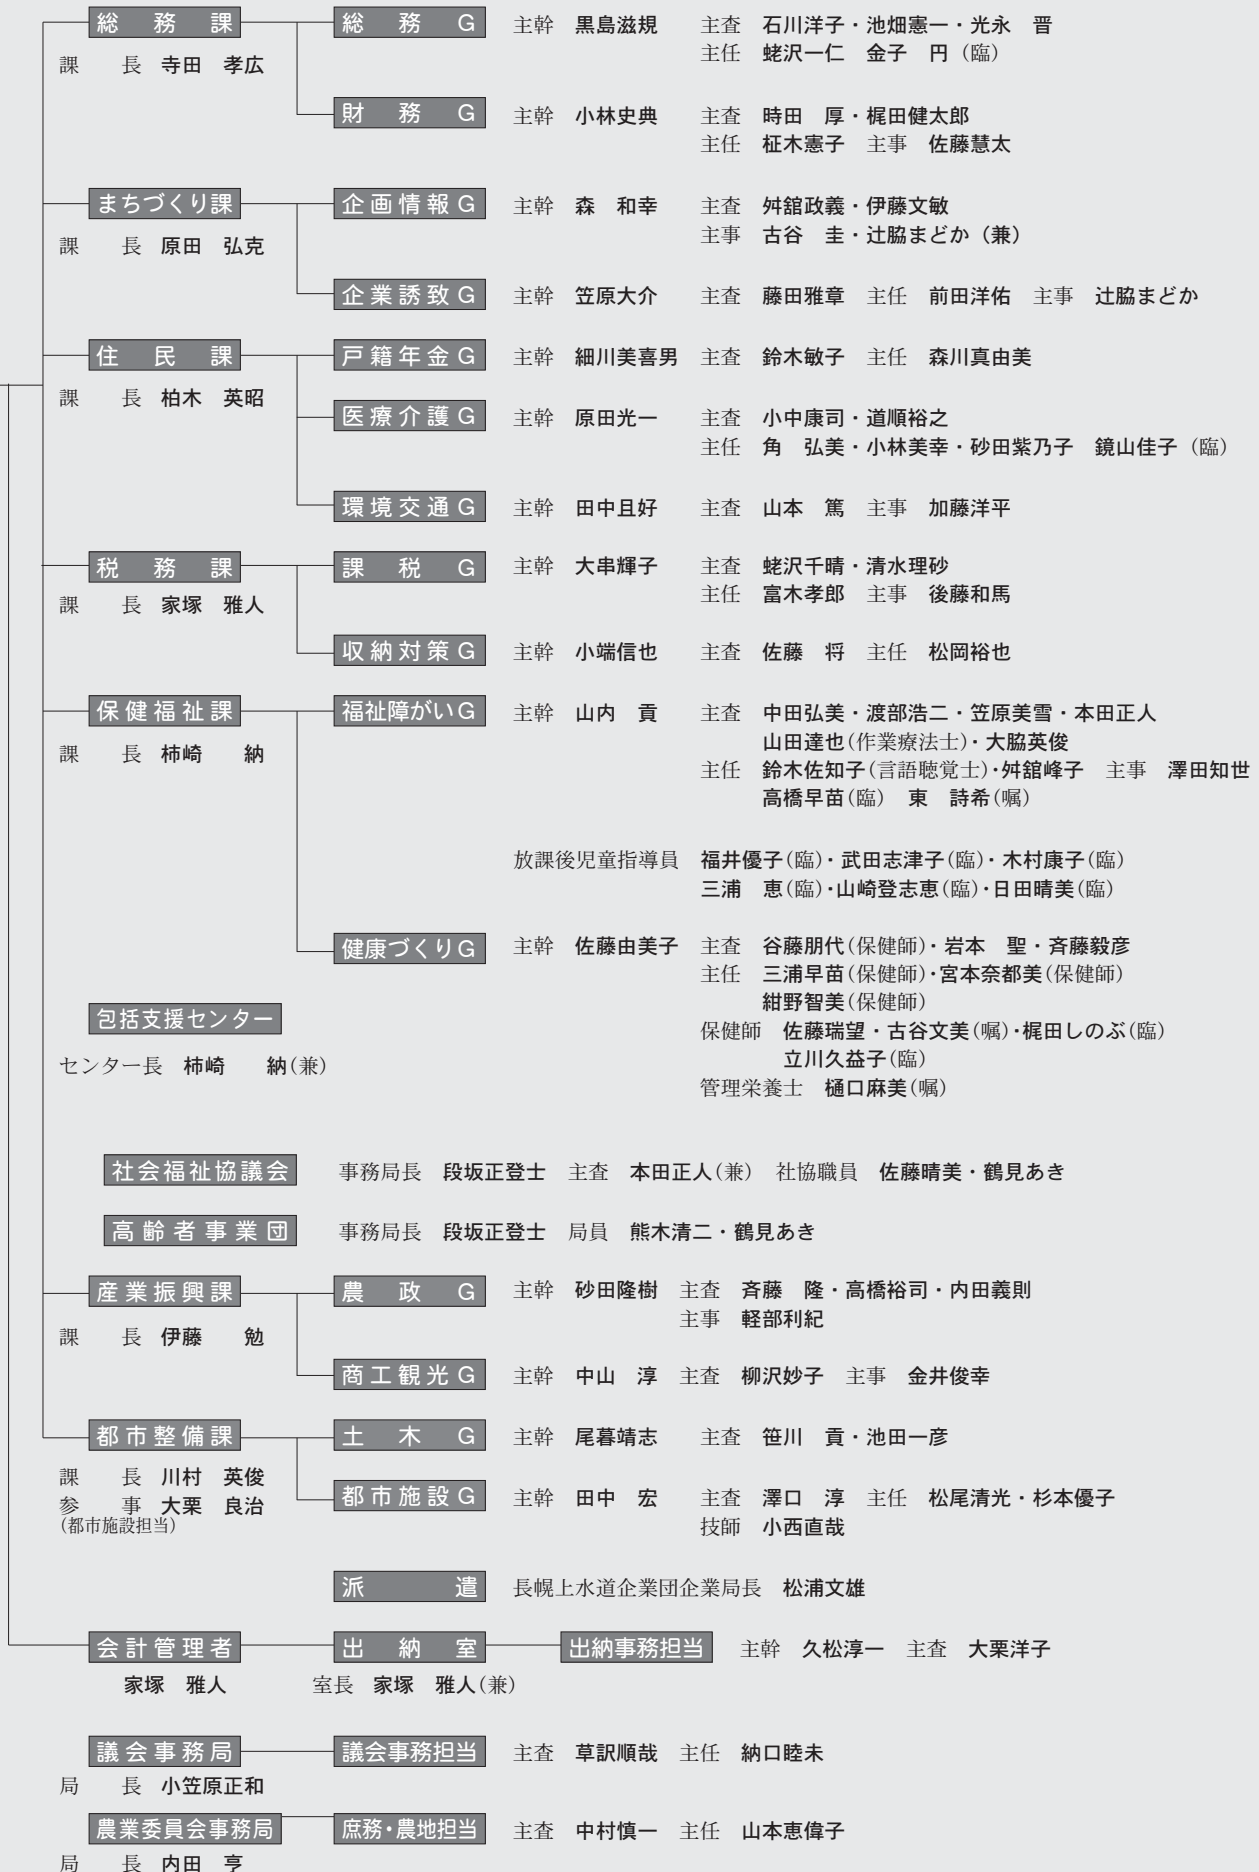 総務課 総務G 主幹 黒島滋規 主査 石川洋子・池畑憲一・光永 晋
課長 寺田 孝広 主任 蛯沢一仁 金子 円(臨)
財務G 主幹 小林史典 主査 時田 厚・梶田健太郎
主任 柾木憲子 主事 佐藤慧太
まちづくり課 企画情報G 主幹 森 和幸 主査 舛舘政義・伊藤文敏
課長 原田 弘克 主事 古谷 圭・辻脇まどか(兼)
企業誘致G 主幹 笠原大介 主査 藤田雅章 主任 前田洋佑 主事 辻脇まどか
住民課 戸籍年金G 主幹 細川美喜男 主査 鈴木敏子 主任 森川真由美
課長 柏木 英昭
医療介護G 主幹 原田光一 主査 小中康司・道順裕之
主任 角 弘美・小林美幸・砂田紫乃子 鏡山佳子(臨)
環境交通G 主幹 田中且好 主査 山本 篤 主事 加藤洋平
税務課 課税G 主幹 大串輝子 主査 蛯沢千晴・清水理砂
課長 家塚 雅人 主任 富木孝郎 主事 後藤和馬
収納対策G 主幹 小端信也 主査 佐藤 将 主任 松岡裕也
保健福祉課 福祉障がいG 主幹 山内 貢 主査 中田弘美・渡部浩二・笠原美雪・本田正人
課長 柿崎 納 山田達也(作業療法士)・大脇英俊
主任 鈴木佐知子(言語聴覚士)・舛舘峰子 主事 澤田知世
高橋早苗(臨) 東 詩希(嘱)
放課後児童指導員 福井優子(臨)・武田志津子(臨)・木村康子(臨)
三浦 恵(臨)・山崎登志恵(臨)・日田晴美(臨)
健康づくりG 主幹 佐藤由美子 主査 谷藤朋代(保健師)・岩本 聖・斉藤毅彦
主任 三浦早苗(保健師)・宮本奈都美(保健師)
紺野智美(保健師)
包括支援センター
保健師 佐藤瑞望・古谷文美(嘱)・梶田しのぶ(臨)
センター長 柿崎 納(兼) 立川久益子(臨)
管理栄養士 樋口麻美(嘱)
社会福祉協議会 事務局長 段坂正登士 主査 本田正人(兼) 社協職員 佐藤晴美・鶴見あき
高齢者事業団 事務局長 段坂正登士 局員 熊木清二・鶴見あき
産業振興課 農政G 主幹 砂田隆樹 主査 斉藤 隆・高橋裕司・内田義則
課長 伊藤 勉 主事 軽部利紀
商工観光G 主幹 中山 淳 主査 柳沢妙子 主事 金井俊幸
都市整備課 土木G 主幹 尾暮靖志 主査 笹川 貢・池田一彦
課長 川村 英俊
参事 大栗 良治 都市施設G 主幹 田中 宏 主査 澤口 淳 主任 松尾清光・杉本優子
(都市施設担当) 技師 小西直哉
派遣 長幌上水道企業団企業局長 松浦文雄
会計管理者 出納室 出納事務担当 主幹 久松淳一 主査 大栗洋子
家塚 雅人 室長 家塚 雅人(兼)
議会事務局 議会事務担当 主査 草訳順哉 主任 納口睦未
局長 小笠原正和
農業委員会事務局 庶務・農地担当 主査 中村慎一 主任 山本恵偉子
局長 内田 亨